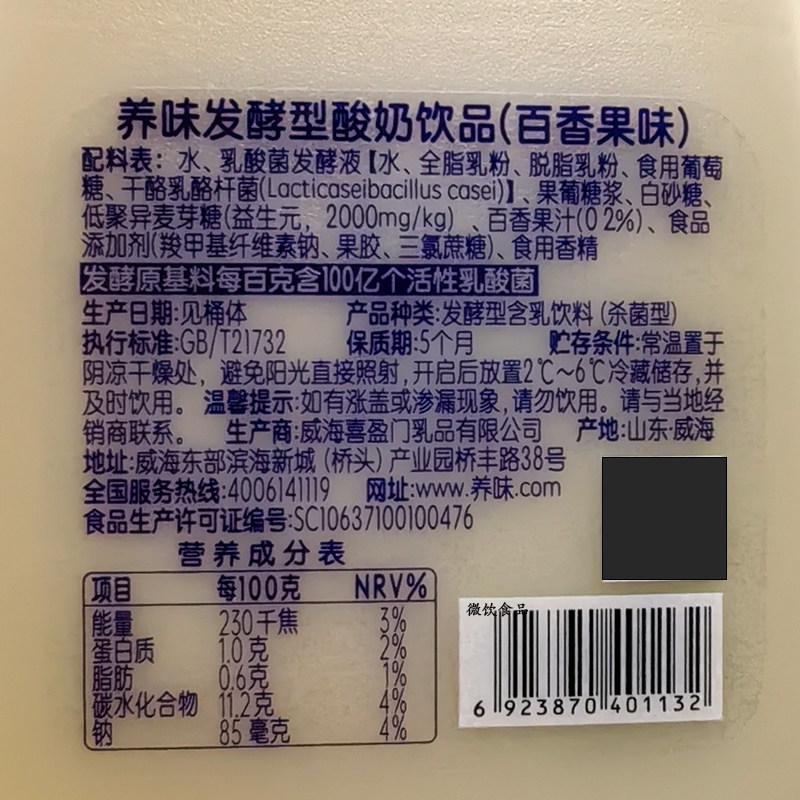 养味发酵型酸奶饮品(百香果味)
配料表: 水、乳酸菌发酵液【水、全脂乳粉、脱脂乳粉、食用葡萄
糖、干酪乳酪杆菌(Lacticaseibacillus casei)】、果葡糖浆、白砂糖、
低聚异麦芽糖(益生元, 2000mg/kg) 、百香果汁(0 2%)、食品
添加剂(羧甲基纤维素钠、果胶、三氯蔗糖)、食用香精
发酵原基料每百克含100亿个活性乳酸菌
生产日期:见桶体 产品种类:发酵型含乳饮料 (杀菌型)
执行标准:GB/T21732 保质期:5个月 贮存条件:常温置于
阴凉干燥处, 避免阳光直接照射,开启后放置2℃~6℃冷藏储存,并
及时饮用。 温馨提示:如有涨盖或渗漏现象,请勿饮用。请与当地经
销商联系。 生产商:威海喜盈门乳品有限公司 产地:山东·威海
地址:威海东部滨海新城 (桥头) 产业园桥丰路38号
全国服务热线:4006141119 网址:www.养味.com
食品生产许可证编号:SC10637100100476
营养成分表
项目 每100克 NRV%
能量 230千焦 3%
蛋白质 1.0克 2%
脂肪 0.6克 1%
碳水化合物 11.2克 4%
钠 85毫克 4%
微饮食品
6 923870 401132